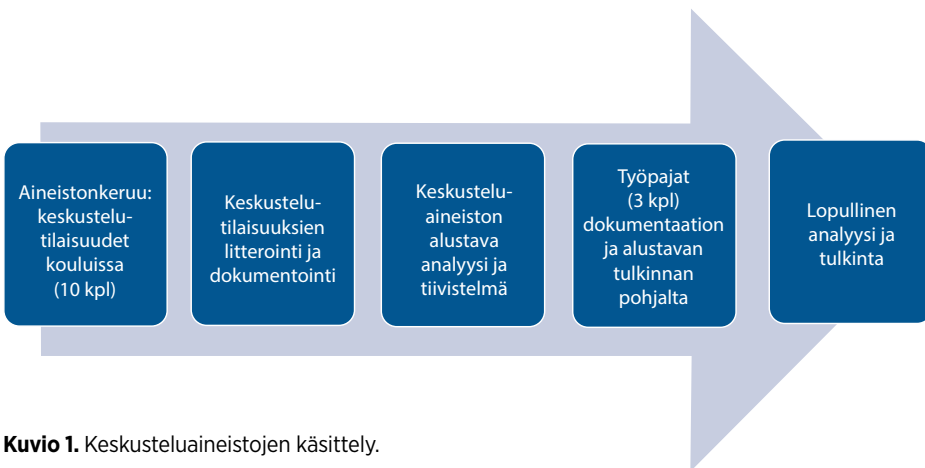 Aineistonkeruu:
keskustelu-
tilaisuudet
kouluissa
(10 kpl)
Keskustelu-
tilaisuuksien
litterointi ja
dokumentointi
Keskustelu-
aineiston
alustava
analyysi ja
tiivistelmä
Työpajat
(3 kpl)
dokumentaation
ja alustavan
tulkinnan
pohjalta
Lopullinen
analyysi ja
tulkinta
Kuvio 1. Keskusteluaineistojen käsittely.